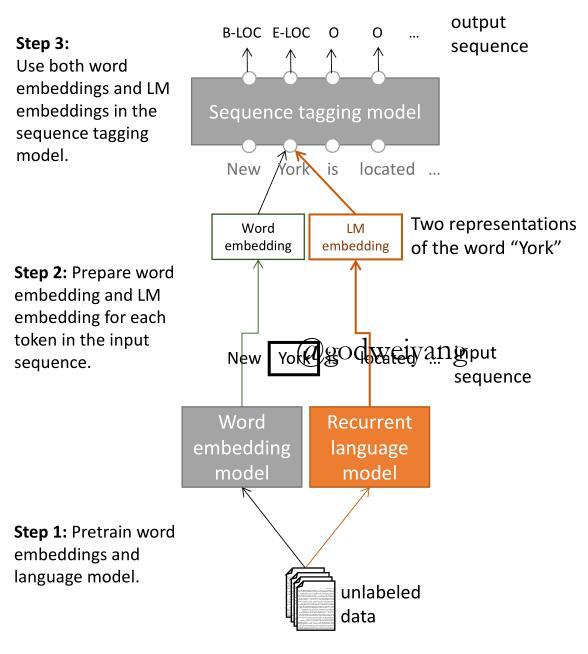 B-LOC E-LOC O O ...
output
sequence
Step 3:
Use both word
embeddings and LM
embeddings in the
sequence tagging
model.
Sequence tagging model
New York is located ...
Word
embedding
LM
embedding
Two representations
of the word “York”
Step 2: Prepare word
embedding and LM
embedding for each
token in the input
sequence.
New York is located ...
@godweiyang
input
sequence
Word
embedding
model
Recurrent
language
model
Step 1: Pretrain word
embeddings and
language model.
unlabeled
data